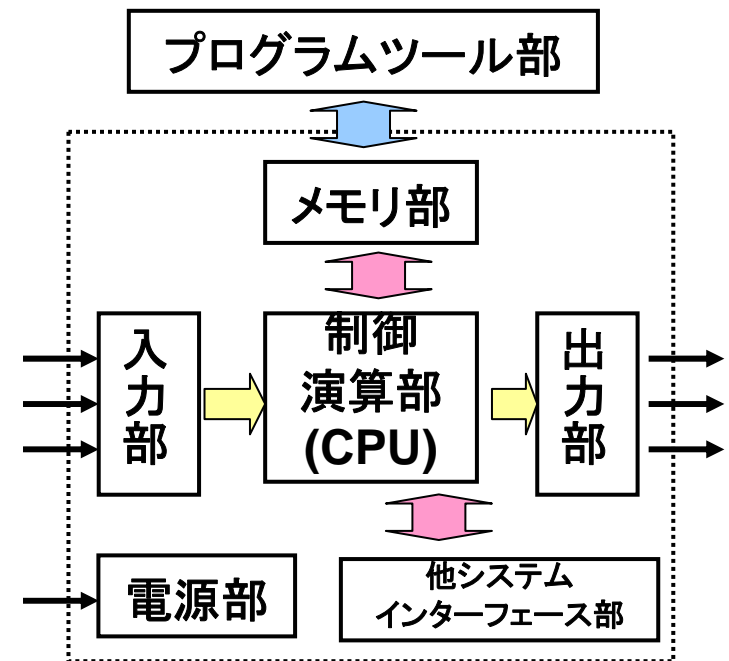 プログラムツール部
メモリ部
入力部
制御
演算部
(CPU)
出力部
電源部
他システム
インターフェース部